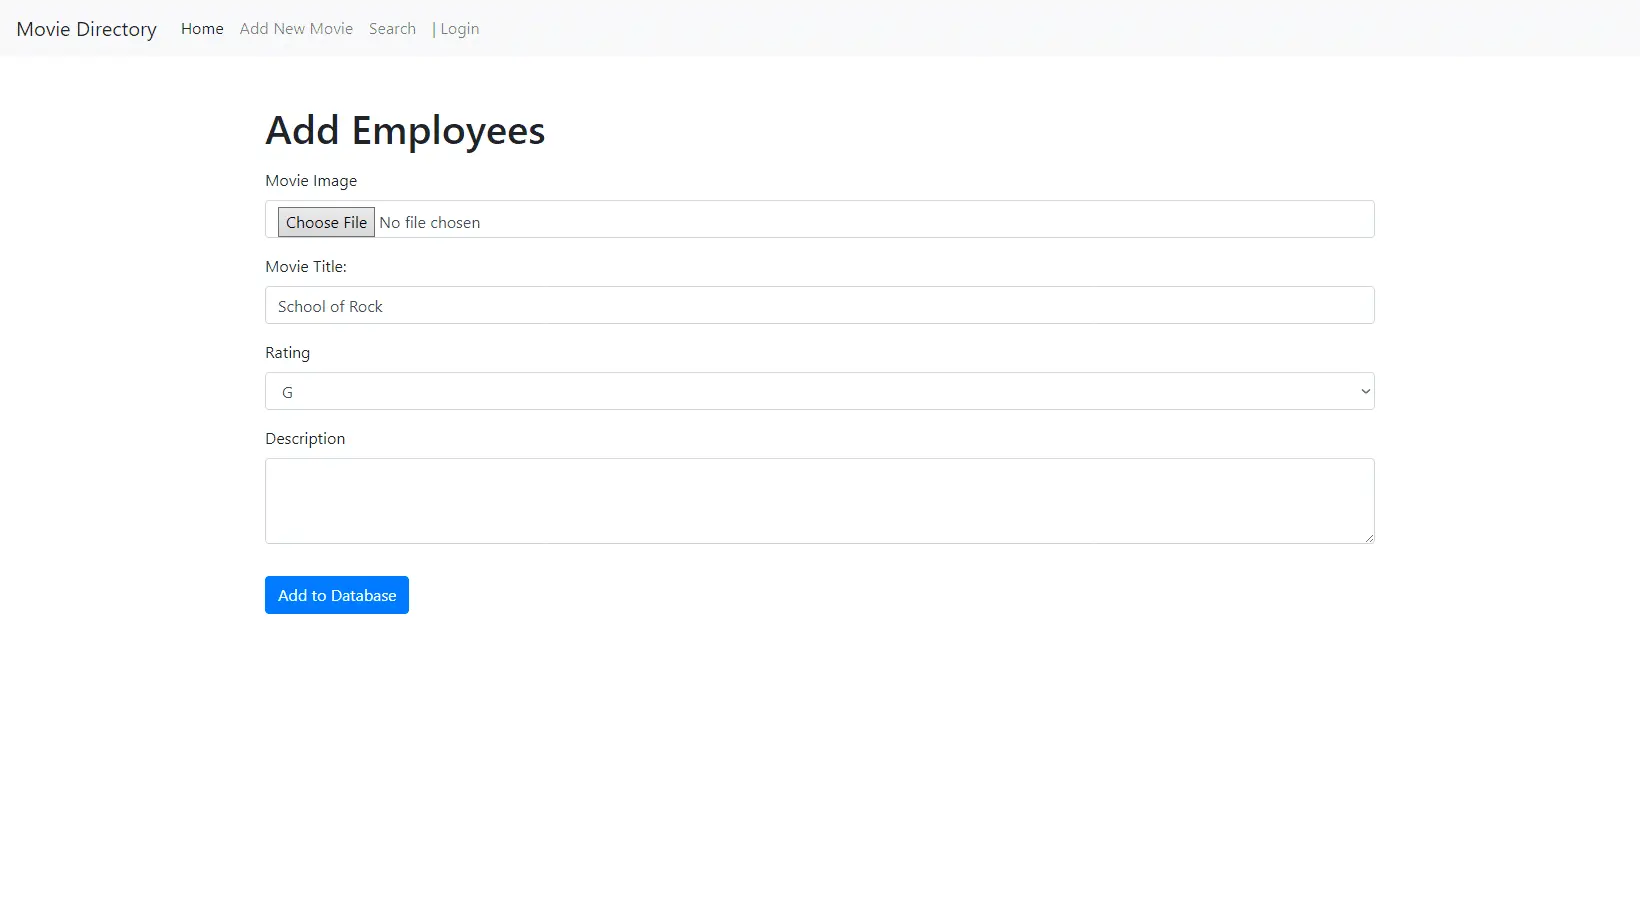 Movie Directory Home Add New Movie Search | Login
Add Employees
Movie Image
Choose File No file chosen
Movie Title:
School of Rock
Rating
G
Description
Add to Database